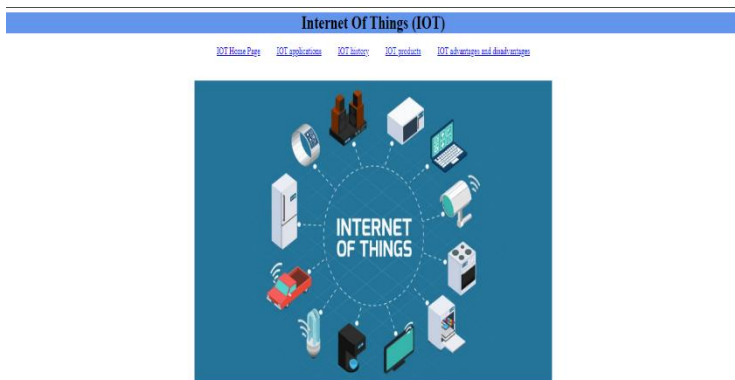 Internet Of Things (IOT)
IOT Home Page IOT applications IOT history IOT products IOT advantages and disadvantages
INTERNET
OF THINGS